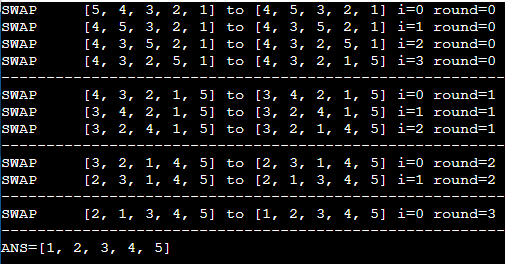 SWAP     [5, 4, 3, 2, 1] to [4, 5, 3, 2, 1] i=0 round=0
SWAP     [4, 5, 3, 2, 1] to [4, 3, 5, 2, 1] i=1 round=0
SWAP     [4, 3, 5, 2, 1] to [4, 3, 2, 5, 1] i=2 round=0
SWAP     [4, 3, 2, 5, 1] to [4, 3, 2, 1, 5] i=3 round=0
------------------------------------------------------------
SWAP     [4, 3, 2, 1, 5] to [3, 4, 2, 1, 5] i=0 round=1
SWAP     [3, 4, 2, 1, 5] to [3, 2, 4, 1, 5] i=1 round=1
SWAP     [3, 2, 4, 1, 5] to [3, 2, 1, 4, 5] i=2 round=1
------------------------------------------------------------
SWAP     [3, 2, 1, 4, 5] to [2, 3, 1, 4, 5] i=0 round=2
SWAP     [2, 3, 1, 4, 5] to [2, 1, 3, 4, 5] i=1 round=2
------------------------------------------------------------
SWAP     [2, 1, 3, 4, 5] to [1, 2, 3, 4, 5] i=0 round=3
------------------------------------------------------------
ANS=[1, 2, 3, 4, 5]